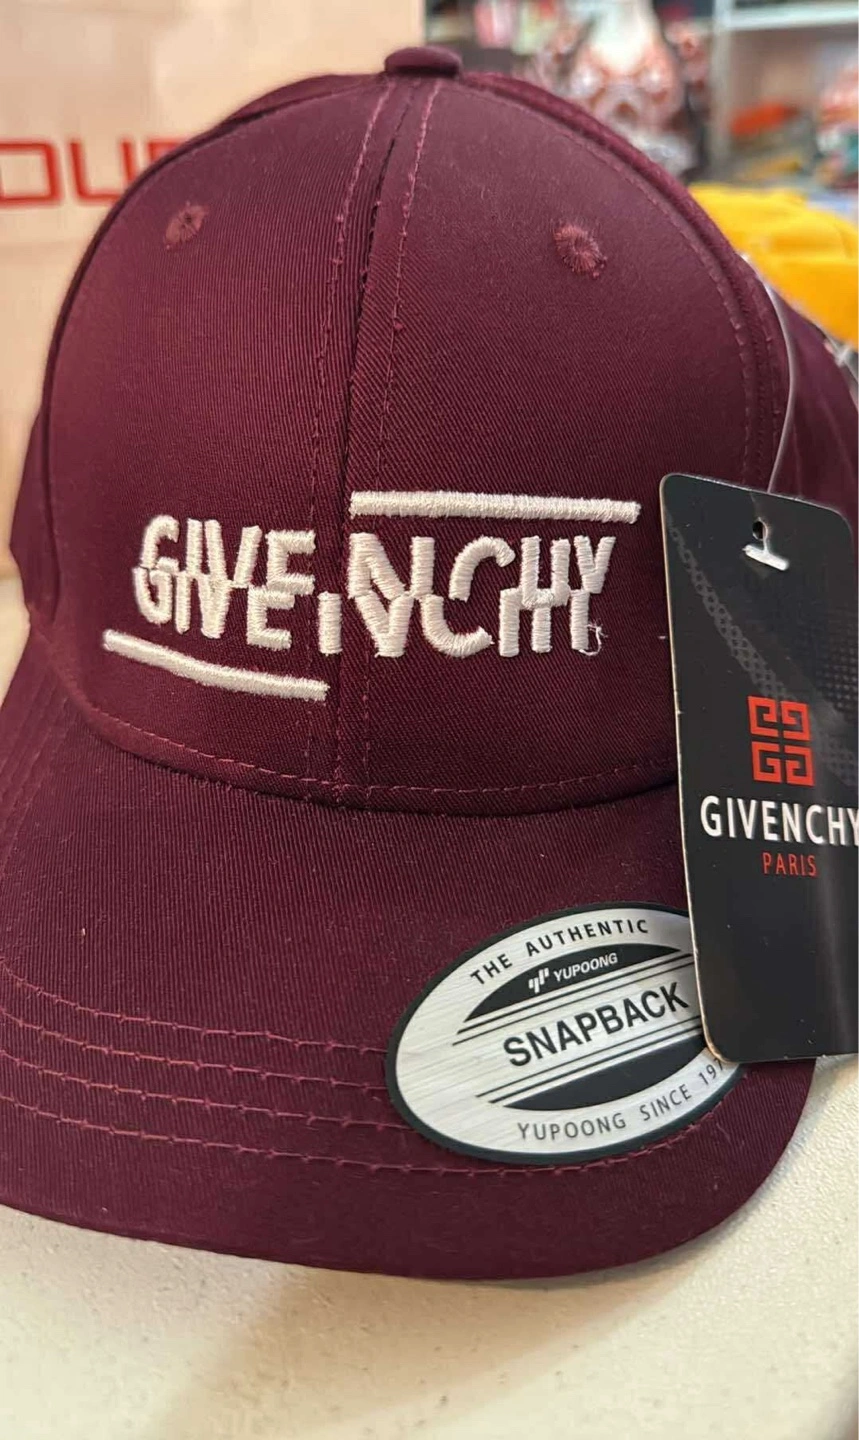 GIVENCHY
GIVENCHY
PARIS
THE AUTHENTIC
YUPOONG
SNAPBACK
YUPOONG SINCE